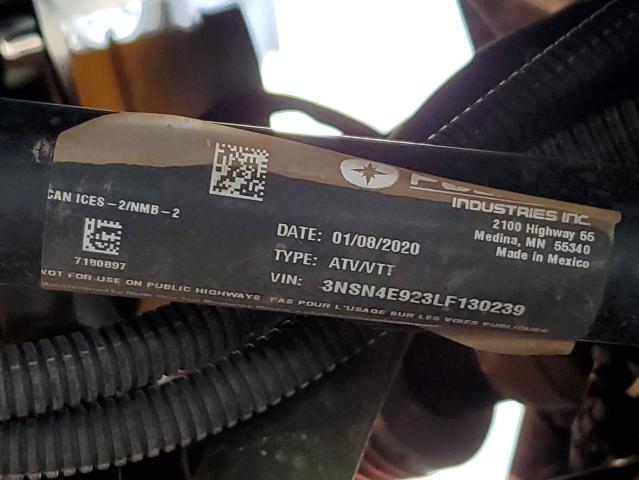 CAN ICES-2/NMB-2
7180897
INDUSTRIES INC.
2100 Highway 55
Medina, MN 55340
Made in Mexico
DATE: 01/08/2020
TYPE: ATV/VTT
VIN: 3NSN4E923LF130239
NOT FOR USE ON PUBLIC HIGHWAYS PAS POUR L'USAGE SUR LES VOIES PUBLIQUES